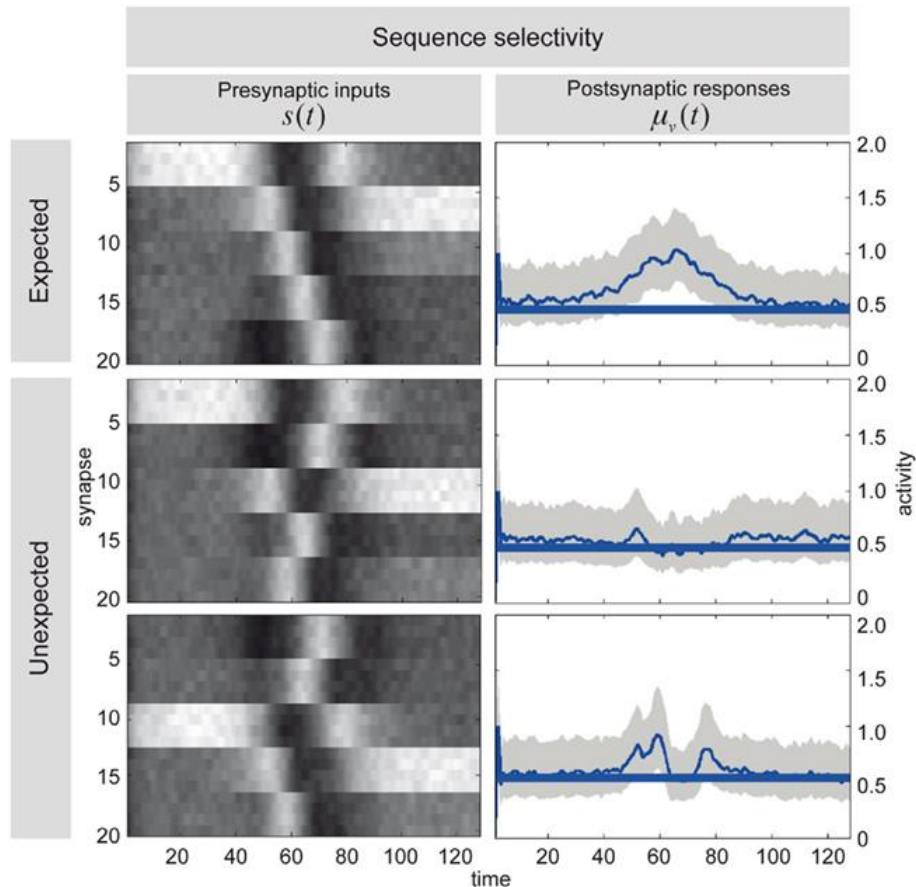 Sequence selectivity
Presynaptic inputs
s(t)
Postsynaptic responses
μᵥ(t)
Expected
5
10
15
20
2.0
1.5
1.0
0.5
0
Unexpected
synapse
5
10
15
20
2.0
1.5
1.0
0.5
0
activity
5
10
15
20
2.0
1.5
1.0
0.5
0
20 40 60 80 100 120
20 40 60 80 100 120
time